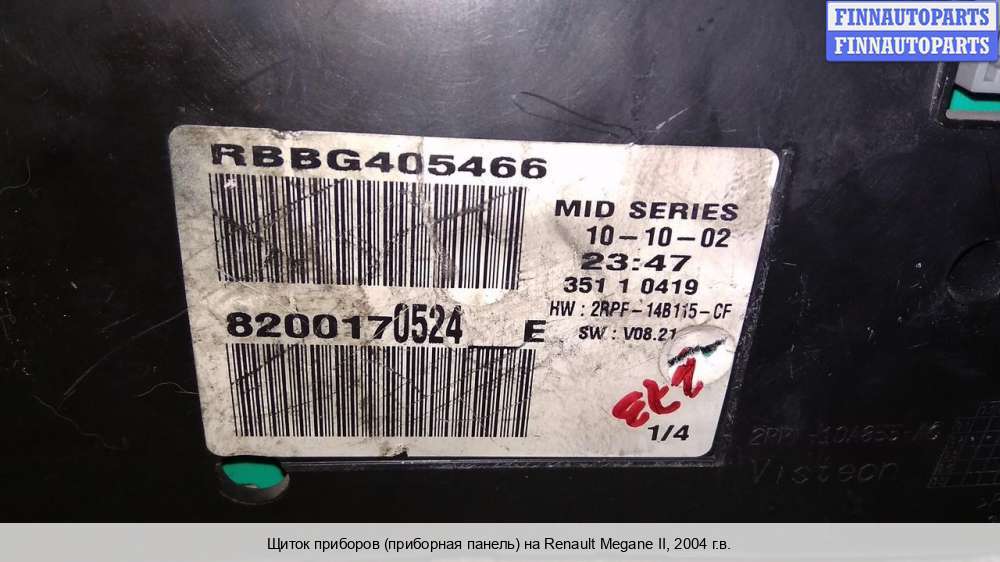 FINNAUTOPARTS
FINNAUTOPARTS
RBBG405466
MID SERIES
10-10-02
23:47
351 1 0419
HW : 2RPF-14B115-CF
SW : V08.21
8200170524__E
1/4
Visteon
Щиток приборов (приборная панель) на Renault Megane II, 2004 г.в.